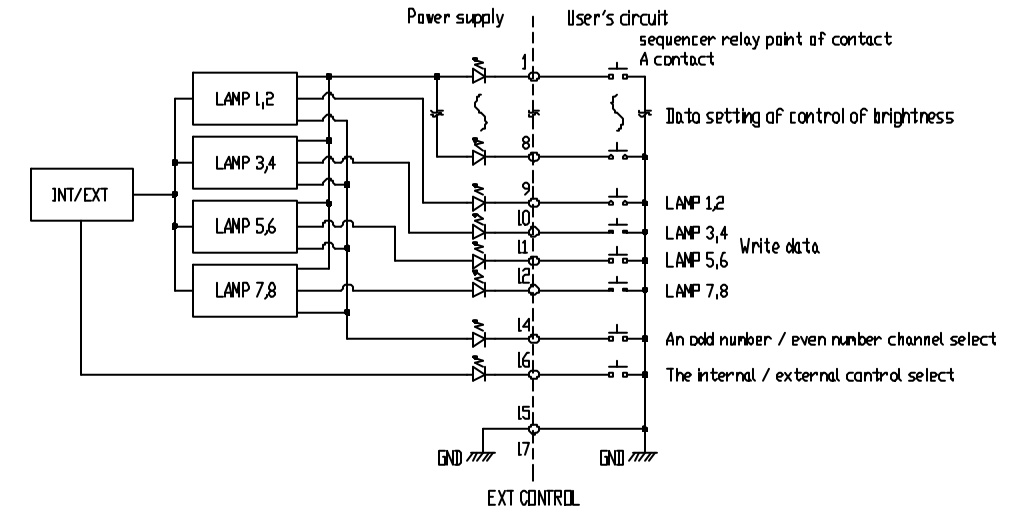 Power supply
User's circuit
sequencer relay point of contact
A contact
1
LAMP 1,2
Data setting of control of brightness
8
LAMP 3,4
INT/EXT
9
LAMP 1,2
10
LAMP 3,4
LAMP 5,6
11
Write data
LAMP 5,6
12
LAMP 7,8
LAMP 7,8
14
An odd number / even number channel select
16
The internal / external control select
15
17
GND
GND
EXT CONTROL